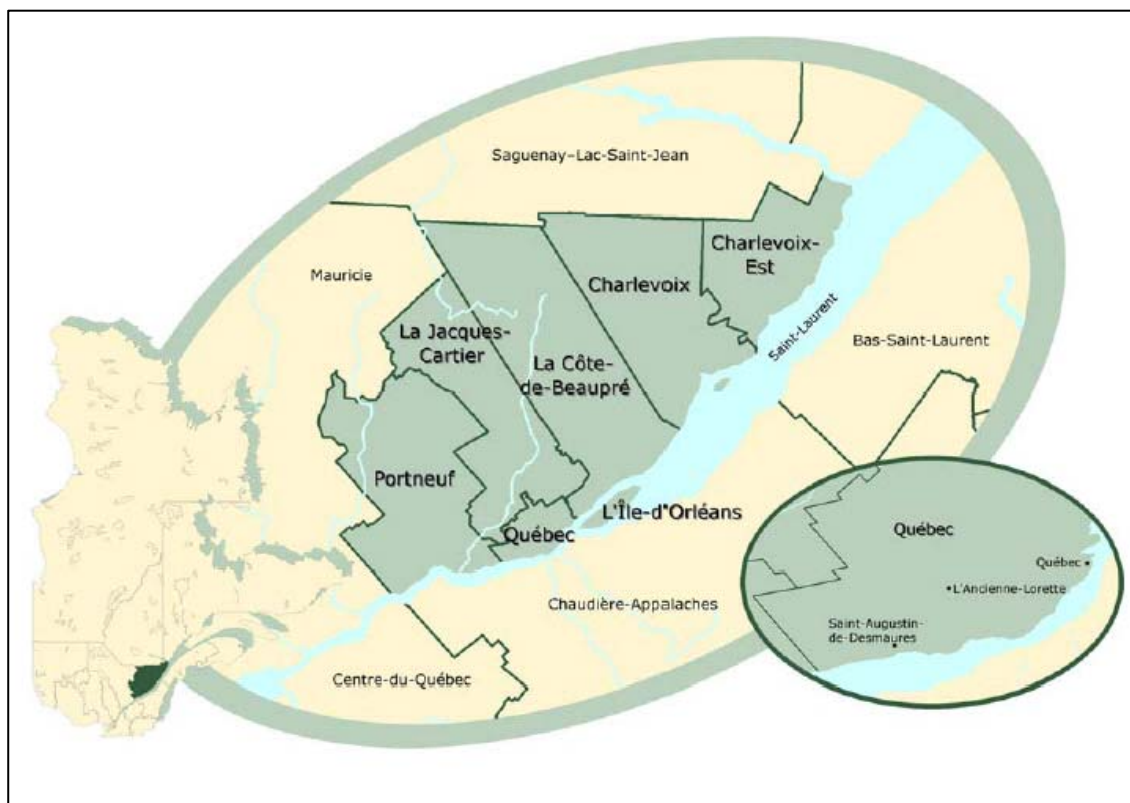 Saguenay–Lac-Saint-Jean
Mauricie
Charlevoix-
Est
Charlevoix
La Jacques-
Cartier
La Côte-
de-Beaupré
Saint-Laurent
Bas-Saint-Laurent
Portneuf
Québec
L'Île-d'Orléans
Chaudière-Appalaches
Centre-du-Québec
Québec
Québec
L'Ancienne-Lorette
Saint-Augustin-
de-Desmaures